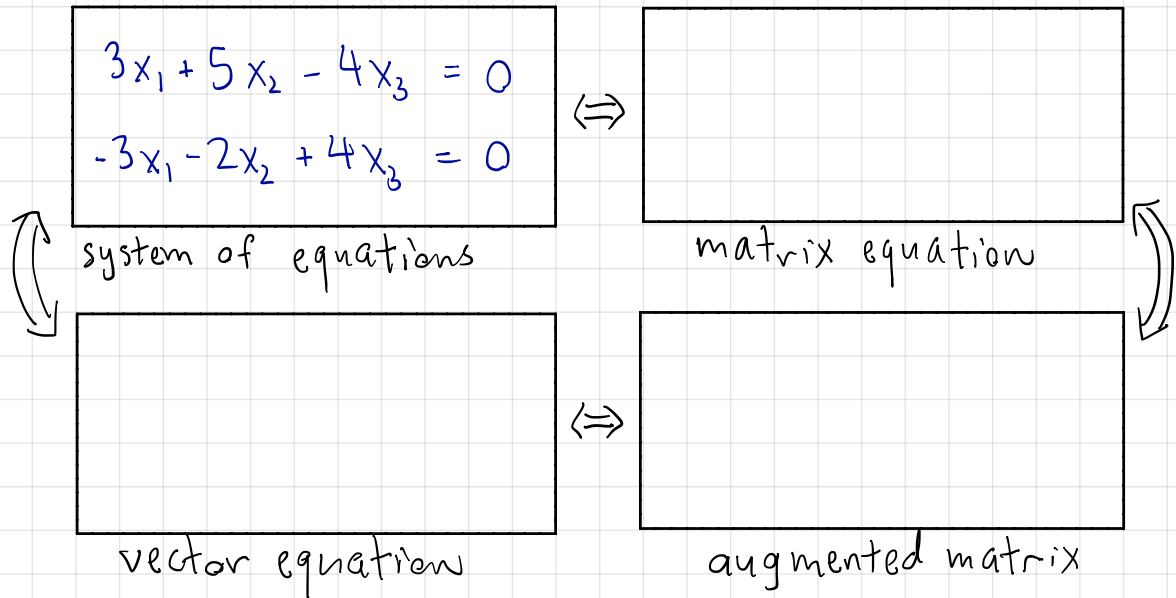 3x₁ + 5x₂ - 4x₃ = 0
-3x₁ - 2x₂ + 4x₃ = 0
⇔
system of equations
matrix equation
⇔
vector equation
augmented matrix